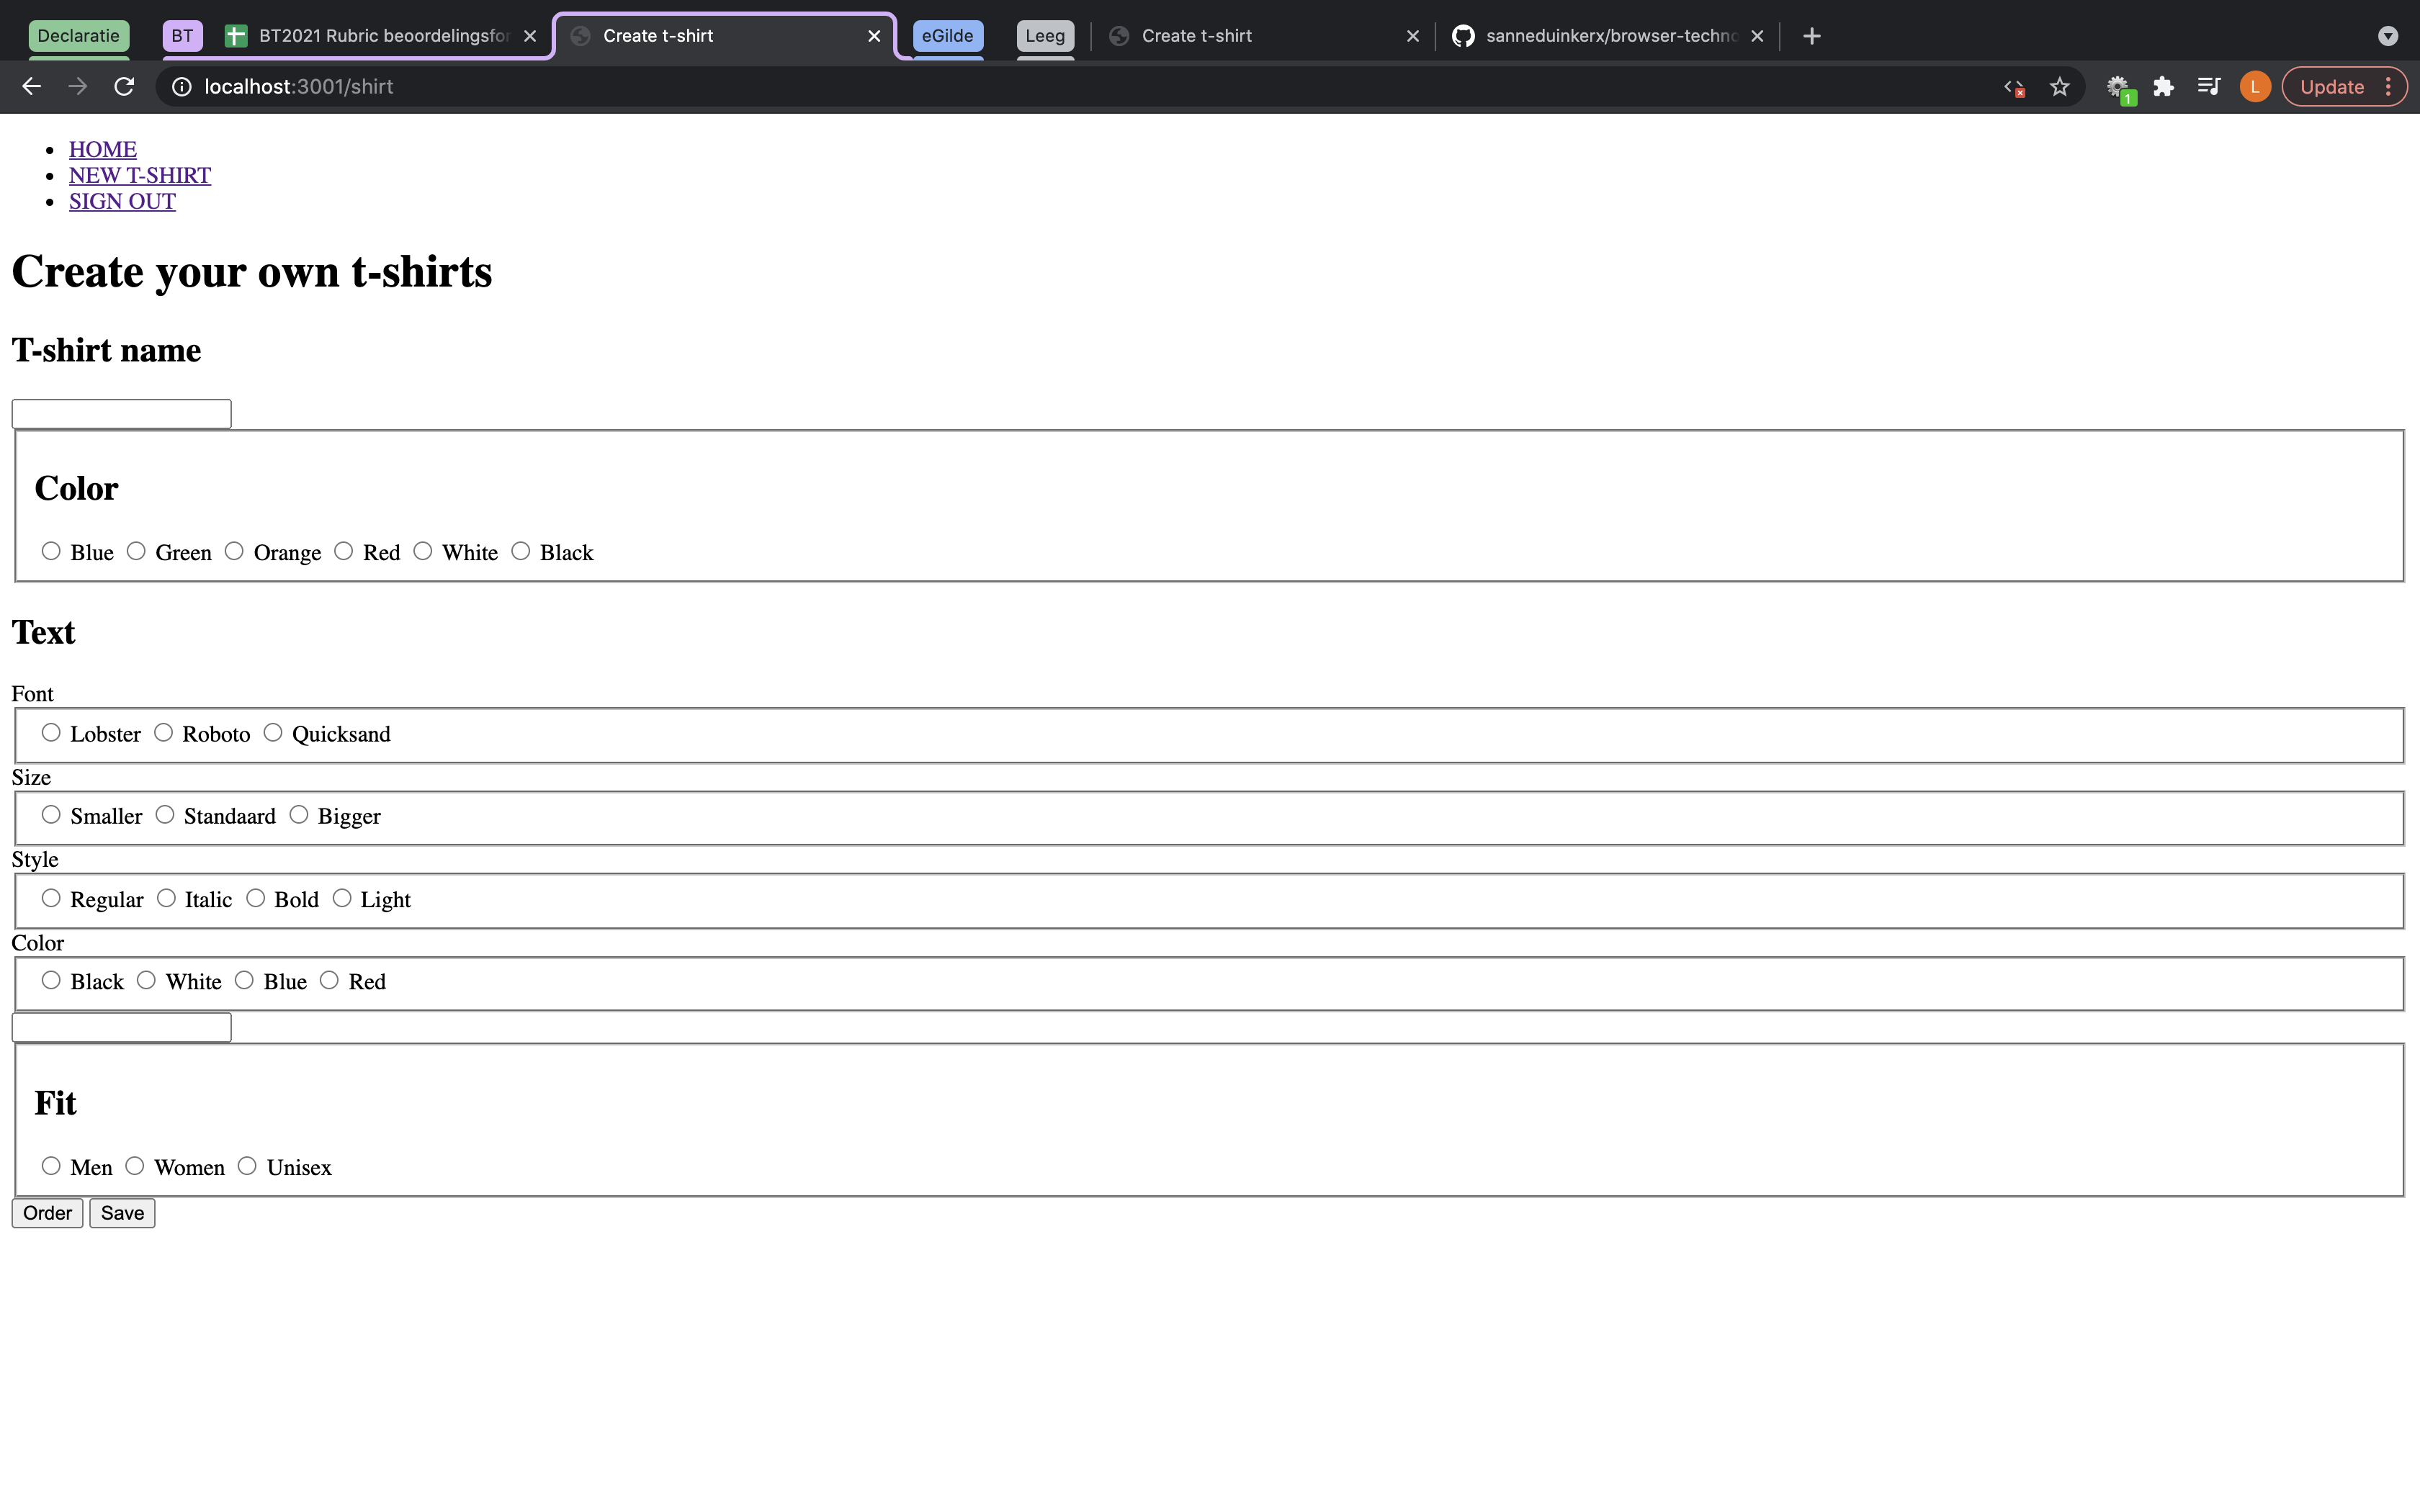 Declaratie BT BT2021 Rubric beoordelingsfor Create t-shirt eGilde Leeg Create t-shirt sanneduinkerx/browser-techno
localhost:3001/shirt 1 L Update
HOME
NEW T-SHIRT
SIGN OUT
Create your own t-shirts
T-shirt name
Color
Blue Green Orange Red White Black
Text
Font
Lobster Roboto Quicksand
Size
Smaller Standaard Bigger
Style
Regular Italic Bold Light
Color
Black White Blue Red
Fit
Men Women Unisex
Order Save